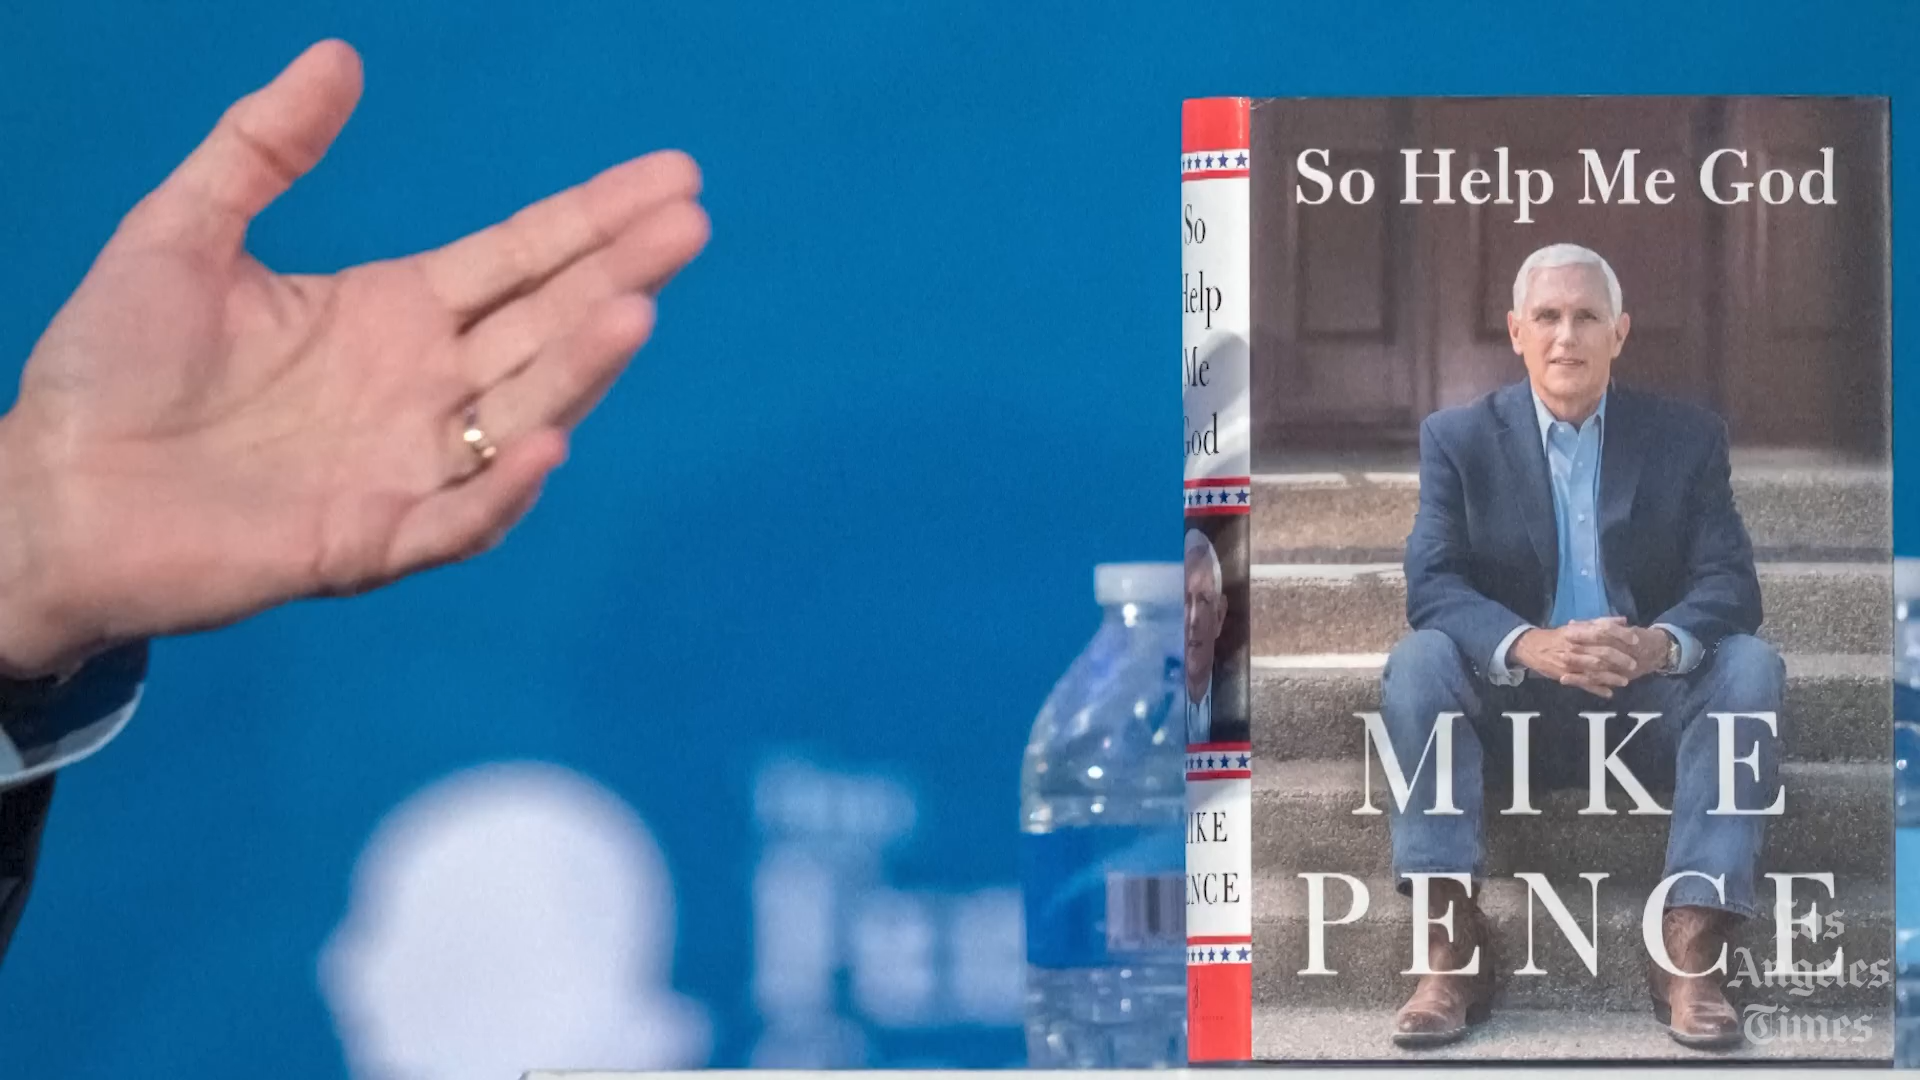 So Help Me God
MIKE
PENCE
So
Help
Me
God
MIKE
PENCE
Los
Angeles
Times